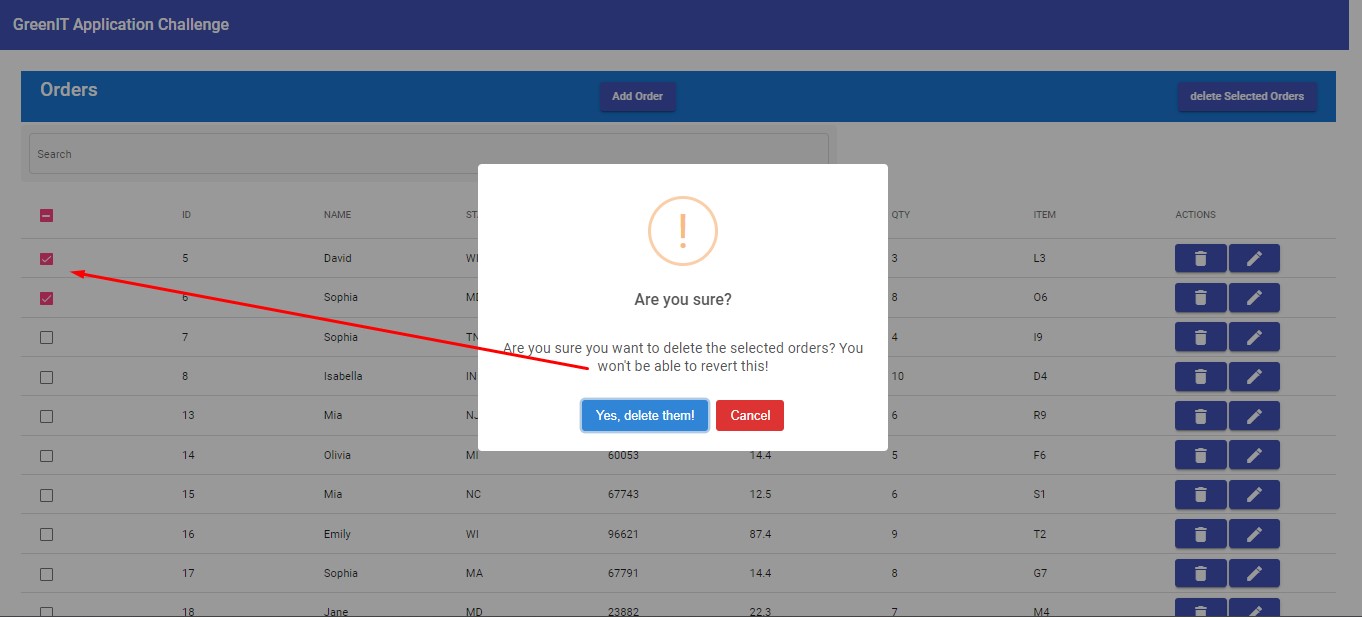 GreenIT Application Challenge
Orders
Add Order
delete Selected Orders
Search
ID NAME QTY ITEM ACTIONS
5 David 3 L3
6 Sophia 8 O6
7 Sophia TN 4 I9
8 Isabella IN 10 D4
13 Mia NJ 6 R9
14 Olivia MI 60053 14.4 5 F6
15 Mia NC 67743 12.5 6 S1
16 Emily WI 96621 87.4 9 T2
17 Sophia MA 67791 14.4 8 G7
18 Jane MD 23882 22.3 7 M4
!
Are you sure?
Are you sure you want to delete the selected orders? You
won't be able to revert this!
Yes, delete them!
Cancel